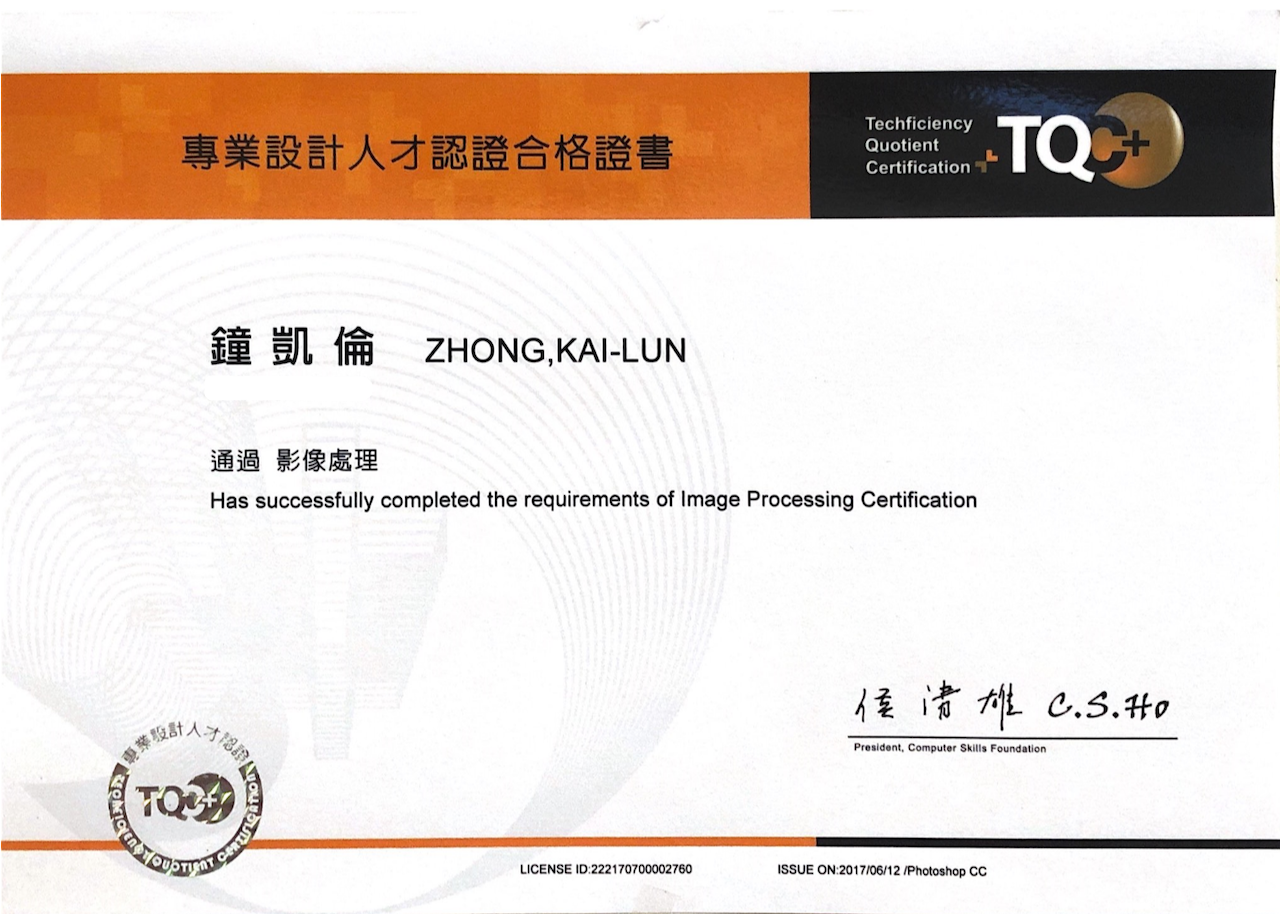 專業設計人才認證合格證書
Techficiency
Quotient
Certification
TQC+
鐘凱倫 ZHONG,KAI-LUN
通過 影像處理
Has successfully completed the requirements of Image Processing Certification
侯清雄 C.S.Ho
President, Computer Skills Foundation
專業設計人才認證
TQC+
QUOTIENT CERTIFICATION
LICENSE ID:222170700002760
ISSUE ON:2017/06/12 /Photoshop CC